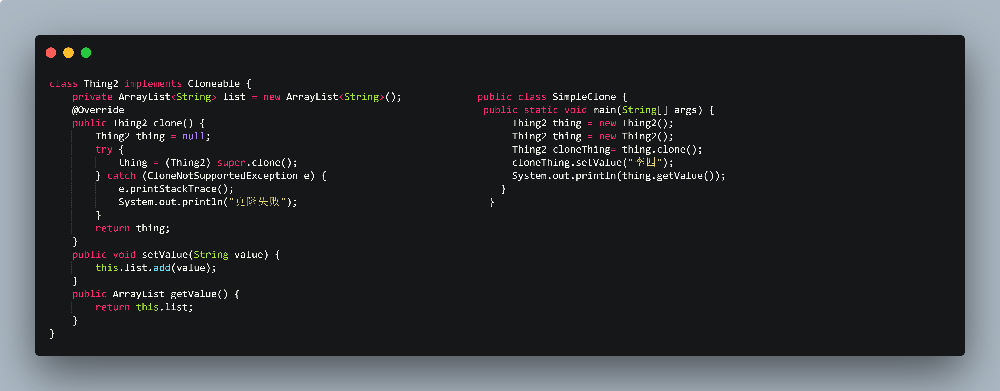 class Thing2 implements Cloneable {
    private ArrayList<String> list = new ArrayList<String>();
    @Override
    public Thing2 clone() {
        Thing2 thing = null;
        try {
            thing = (Thing2) super.clone();
        } catch (CloneNotSupportedException e) {
            e.printStackTrace();
            System.out.println("克隆失败");
        }
        return thing;
    }
    public void setValue(String value) {
        this.list.add(value);
    }
    public ArrayList getValue() {
        return this.list;
    }
}
public class SimpleClone {
 public static void main(String[] args) {
      Thing2 thing = new Thing2();
      Thing2 thing = new Thing2();
      Thing2 cloneThing= thing.clone();
      cloneThing.setValue("李四");
      System.out.println(thing.getValue());
    }
  }